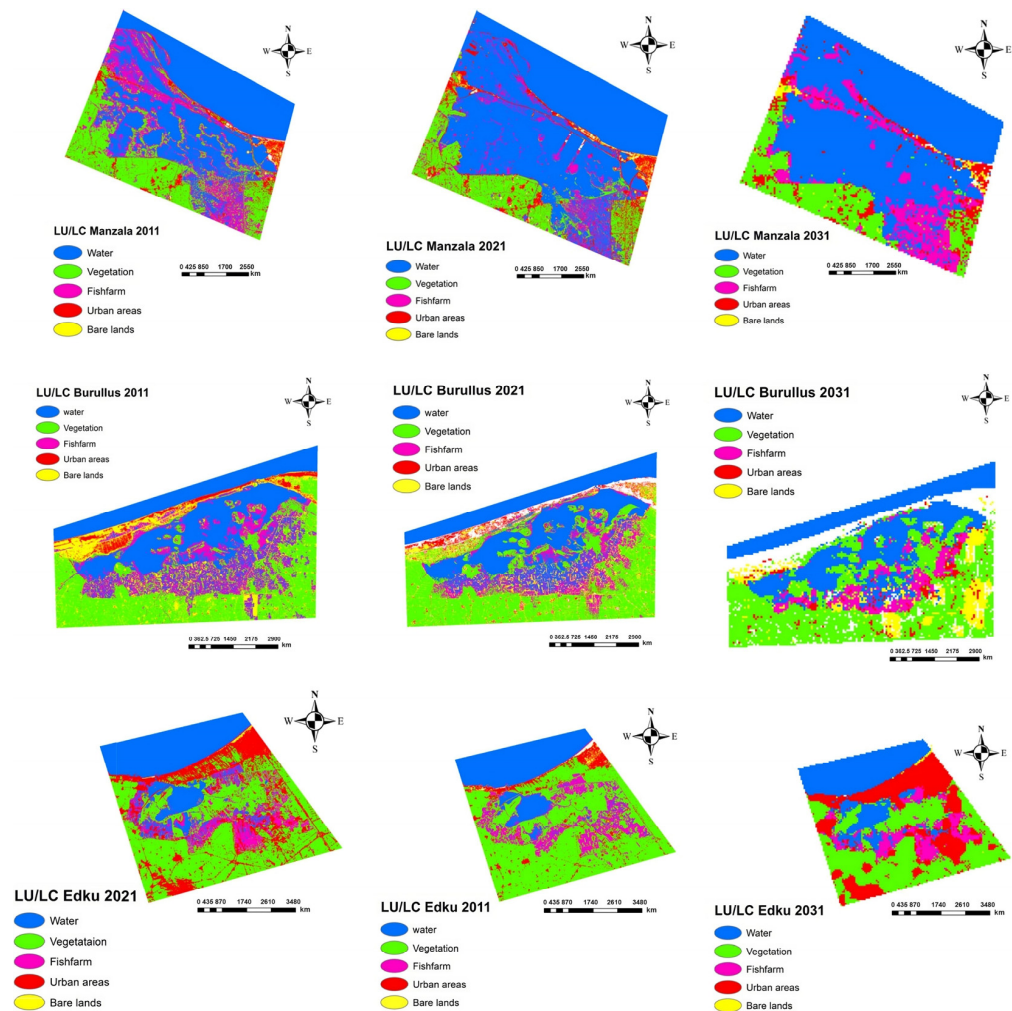 N
W E
S
LU/LC Manzala 2011
Water
Vegetation
Fishfarm
Urban areas
Bare lands
0 425 850 1700 2550
km
N
W E
S
LU/LC Manzala 2021
Water
Vegetation
Fishfarm
Urban areas
Bare lands
0 425 850 1700 2550
km
N
W E
S
LU/LC Manzala 2031
Water
Vegetation
Fishfarm
Urban areas
Bare lands
0 425 850 1700 2550
km
LU/LC Burullus 2011
water
Vegetation
Fishfarm
Urban areas
Bare lands
N
W E
S
0 362.5 725 1450 2175 2900
km
LU/LC Burullus 2021
water
Vegetation
Fishfarm
Urban areas
Bare lands
N
W E
S
0 362.5 725 1450 2175 2900
km
LU/LC Burullus 2031
Water
Vegetation
Fishfarm
Urban areas
Bare lands
N
W E
S
0 362.5 725 1450 2175 2900
km
N
W E
S
LU/LC Edku 2021
Water
Vegetataion
Fishfarm
Urban areas
Bare lands
0 435 870 1740 2610 3480
km
N
W E
S
LU/LC Edku 2011
water
Vegetation
Fishfarm
Urban areas
Bare lands
0 435 870 1740 2610 3480
km
N
W E
S
LU/LC Edku 2031
Water
Vegetation
Fishfarm
Urban areas
Bare lands
0 435 870 1740 2610 3480
km